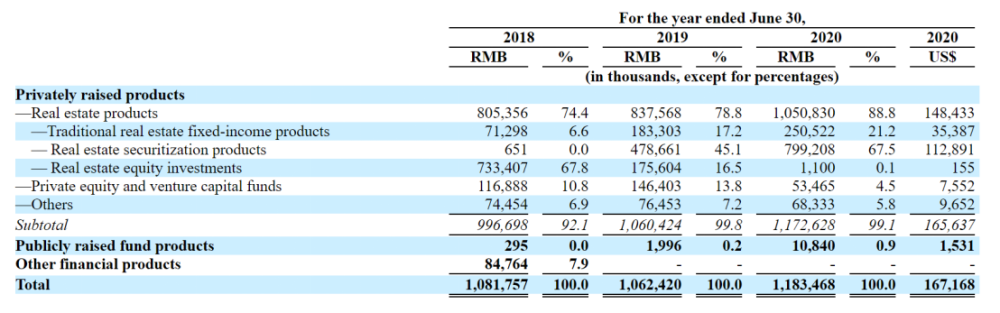 For the year ended June 30,
2018 2019 2020 2020
RMB % RMB % RMB % US$
(in thousands, except for percentages)
Privately raised products
—Real estate products 805,356 74.4 837,568 78.8 1,050,830 88.8 148,433
—Traditional real estate fixed-income products 71,298 6.6 183,303 17.2 250,522 21.2 35,387
— Real estate securitization products 651 0.0 478,661 45.1 799,208 67.5 112,891
— Real estate equity investments 733,407 67.8 175,604 16.5 1,100 0.1 155
—Private equity and venture capital funds 116,888 10.8 146,403 13.8 53,465 4.5 7,552
—Others 74,454 6.9 76,453 7.2 68,333 5.8 9,652
Subtotal 996,698 92.1 1,060,424 99.8 1,172,628 99.1 165,637
Publicly raised fund products 295 0.0 1,996 0.2 10,840 0.9 1,531
Other financial products 84,764 7.9 - - - - -
Total 1,081,757 100.0 1,062,420 100.0 1,183,468 100.0 167,168